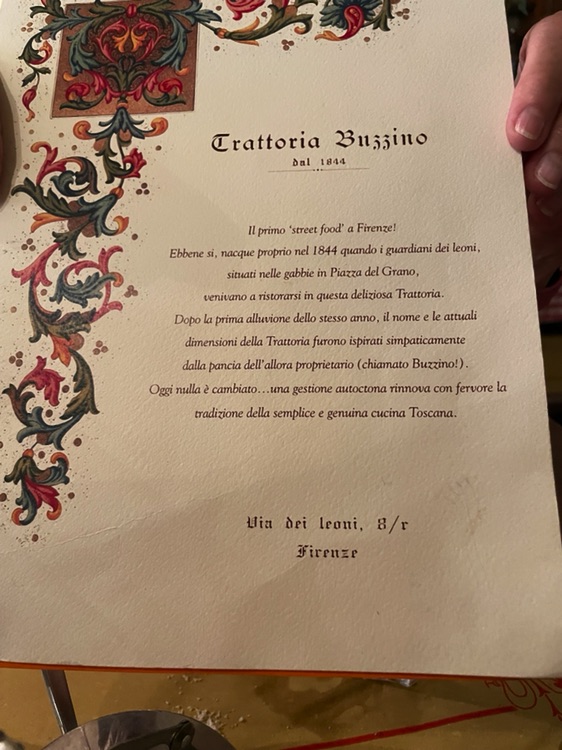 Trattoria Buzzino
dal 1844
Il primo 'street food' a Firenze!
Ebbene si, nacque proprio nel 1844 quando i guardiani dei leoni,
situati nelle gabbie in Piazza del Grano,
venivano a ristorarsi in questa deliziosa Trattoria.
Dopo la prima alluvione dello stesso anno, il nome e le attuali
dimensioni della Trattoria furono ispirati simpaticamente
dalla pancia dell'allora proprietario (chiamato Buzzino!).
Oggi nulla è cambiato...una gestione autoctona rinnova con fervore la
tradizione della semplice e genuina cucina Toscana.
Via dei leoni, 8/r
Firenze